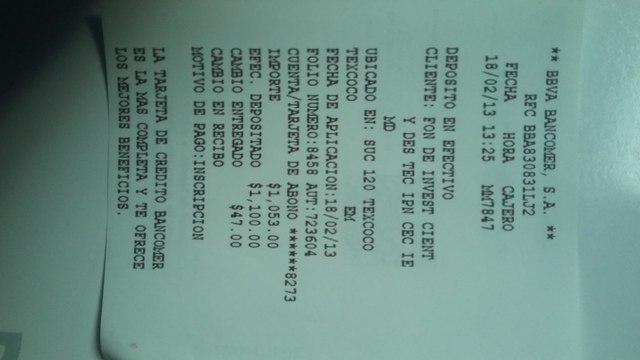 ** BBVA BANCOMER, S.A. **
RFC BBA830831LJ2
FECHA HORA CAJERO
18/02/13 13:25 MM7847
DEPOSITO EN EFECTIVO
CLIENTE: FON DE INVEST CIENT
Y DES TEC IPN CEC IE
MD
UBICADO EN: SUC 120 TEXCOCO
TEXCOCO EM
FECHA DE APLICACION:18/02/13
FOLIO NUMERO:8458 AUT:723604
CUENTA/TARJETA DE ABONO ******8273
IMPORTE $1,053.00
EFEC. DEPOSITADO $1,100.00
CAMBIO ENTREGADO $47.00
CAMBIO EN RECIBO
MOTIVO DE PAGO:INSCRIPCION
LA TARJETA DE CREDITO BANCOMER
ES LA MAS COMPLETA Y TE OFRECE
LOS MEJORES BENEFICIOS.